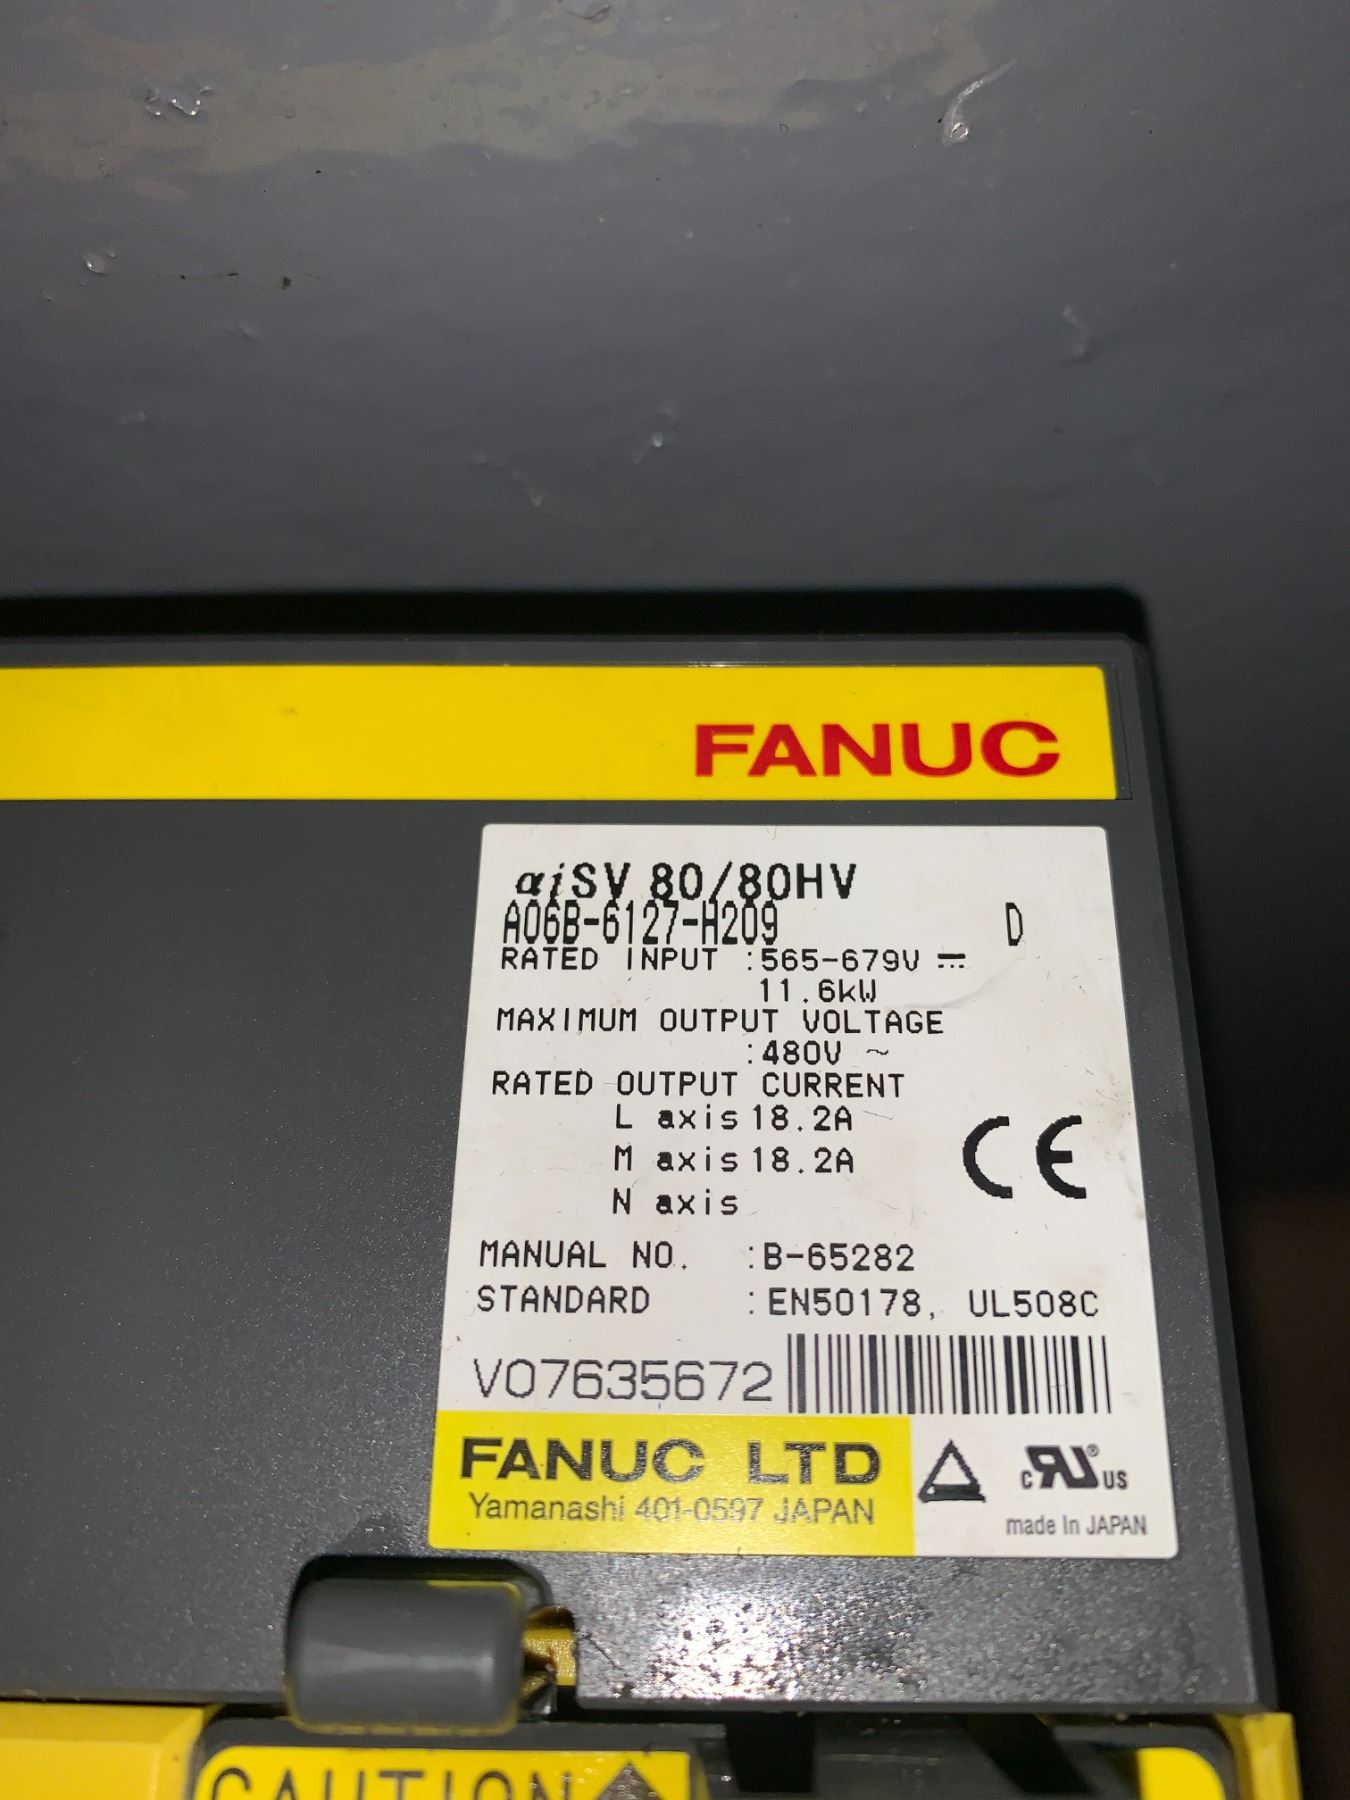 FANUC
αiSV 80/80HV
A06B-6127-H209 D
RATED INPUT :565-679V ⎓
11.6kW
MAXIMUM OUTPUT VOLTAGE
:480V ~
RATED OUTPUT CURRENT
L axis 18.2A
M axis 18.2A
N axis
MANUAL NO. :B-65282
STANDARD :EN50178, UL508C
V07635672
FANUC LTD
Yamanashi 401-0597 JAPAN
CE
c RU ® US
made In JAPAN
CAUTION